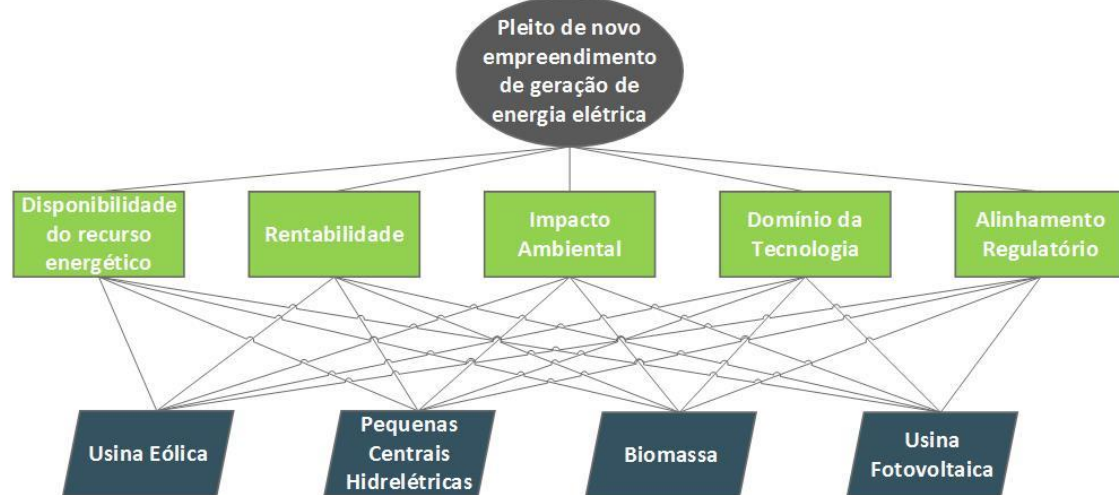 Pleito de novo
empreendimento
de geração de
energia elétrica
Disponibilidade
do recurso
energético
Rentabilidade
Impacto
Ambiental
Domínio da
Tecnologia
Alinhamento
Regulatório
Usina Eólica
Pequenas
Centrais
Hidrelétricas
Biomassa
Usina
Fotovoltaica